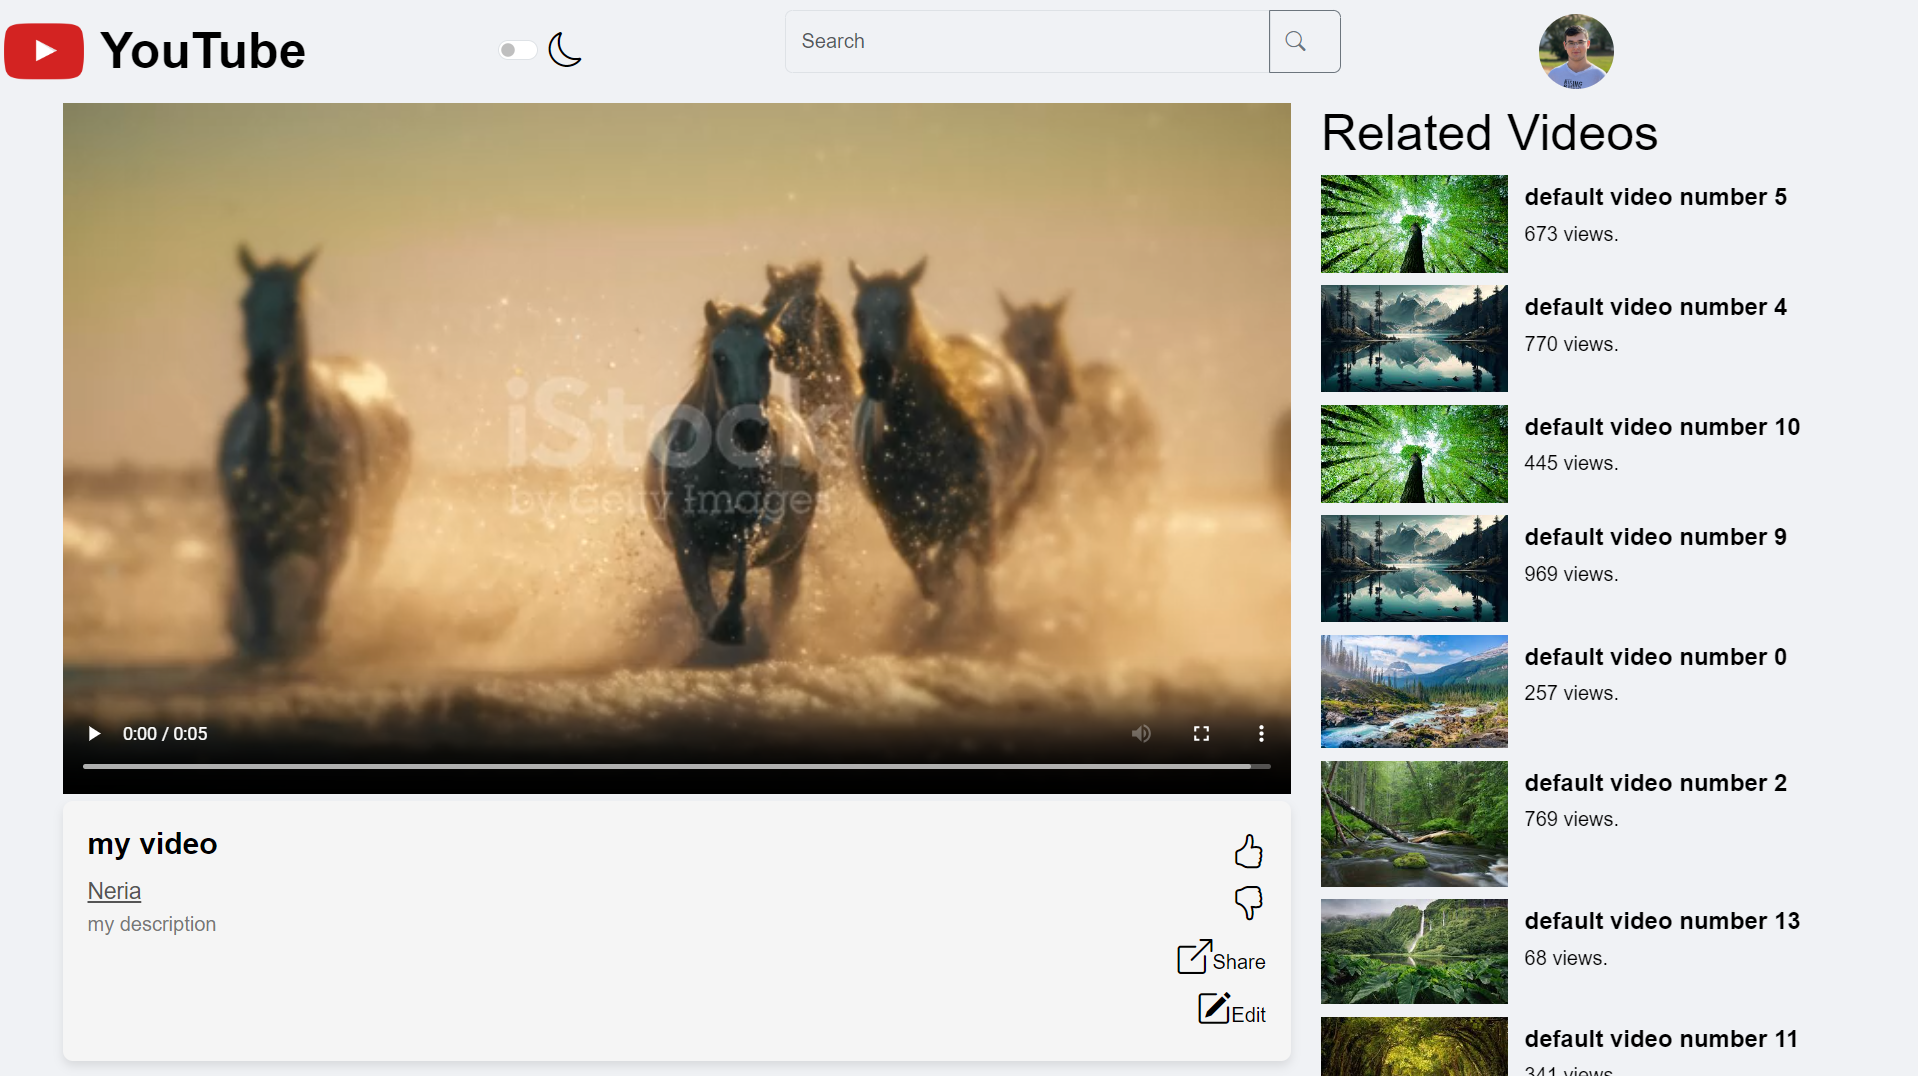 YouTube
Search
iStock
by Getty Images
0:00 / 0:05
my video
Neria
my description
Share
Edit
Related Videos
default video number 5
673 views.
default video number 4
770 views.
default video number 10
445 views.
default video number 9
969 views.
default video number 0
257 views.
default video number 2
769 views.
default video number 13
68 views.
default video number 11
341 views.